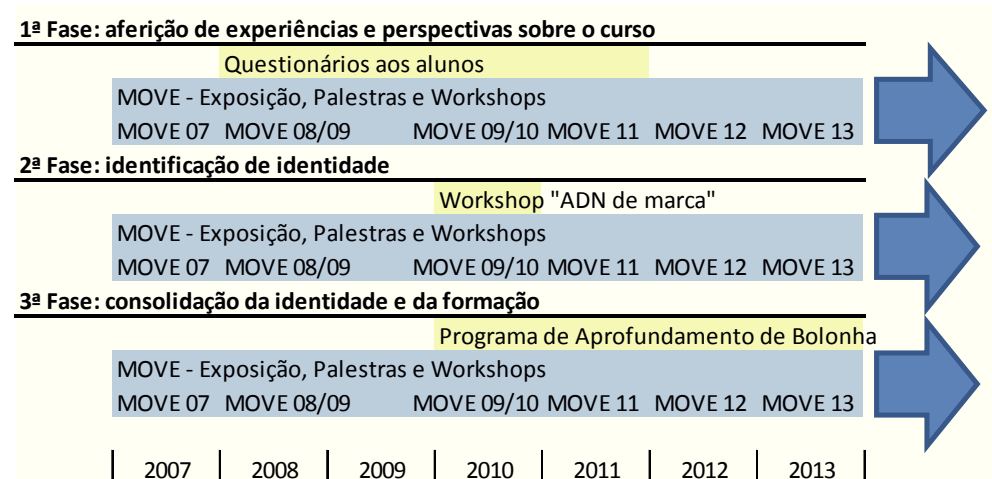 1ª Fase: aferição de experiências e perspectivas sobre o curso
Questionários aos alunos
MOVE - Exposição, Palestras e Workshops
MOVE 07 MOVE 08/09 MOVE 09/10 MOVE 11 MOVE 12 MOVE 13
2ª Fase: identificação de identidade
Workshop "ADN de marca"
MOVE - Exposição, Palestras e Workshops
MOVE 07 MOVE 08/09 MOVE 09/10 MOVE 11 MOVE 12 MOVE 13
3ª Fase: consolidação da identidade e da formação
Programa de Aprofundamento de Bolonha
MOVE - Exposição, Palestras e Workshops
MOVE 07 MOVE 08/09 MOVE 09/10 MOVE 11 MOVE 12 MOVE 13
2007 2008 2009 2010 2011 2012 2013